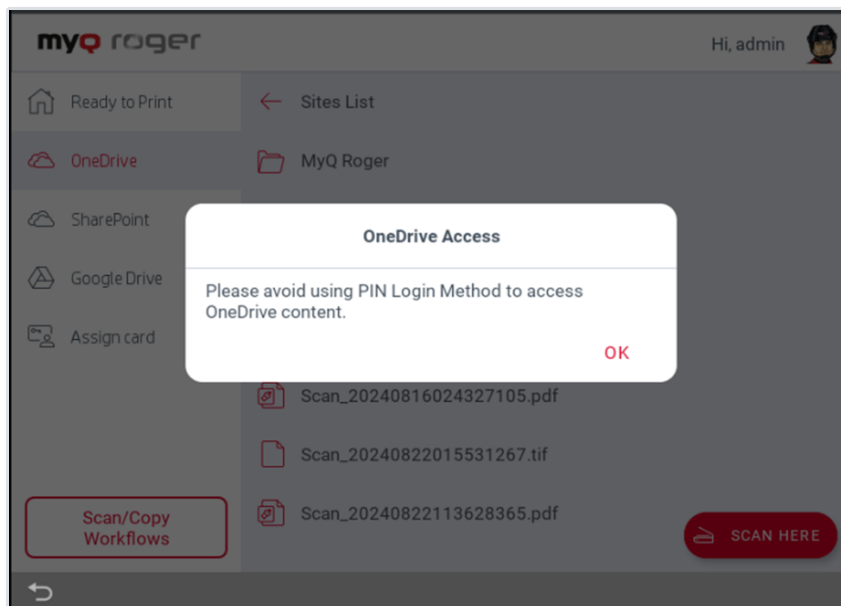 myQ roger
Hi, admin
Ready to Print
OneDrive
SharePoint
Google Drive
Assign card
Scan/Copy
Workflows
Sites List
MyQ Roger
OneDrive Access
Please avoid using PIN Login Method to access
OneDrive content.
OK
Scan_20240816024327105.pdf
Scan_20240822015531267.tif
Scan_20240822113628365.pdf
SCAN HERE